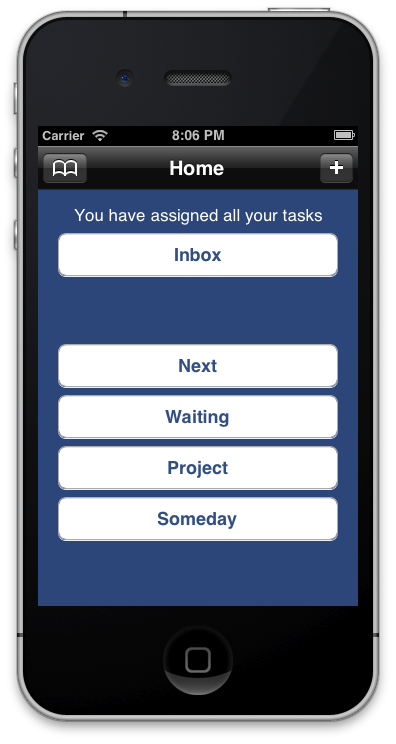 Carrier 8:06 PM
Home +
You have assigned all your tasks
Inbox
Next
Waiting
Project
Someday